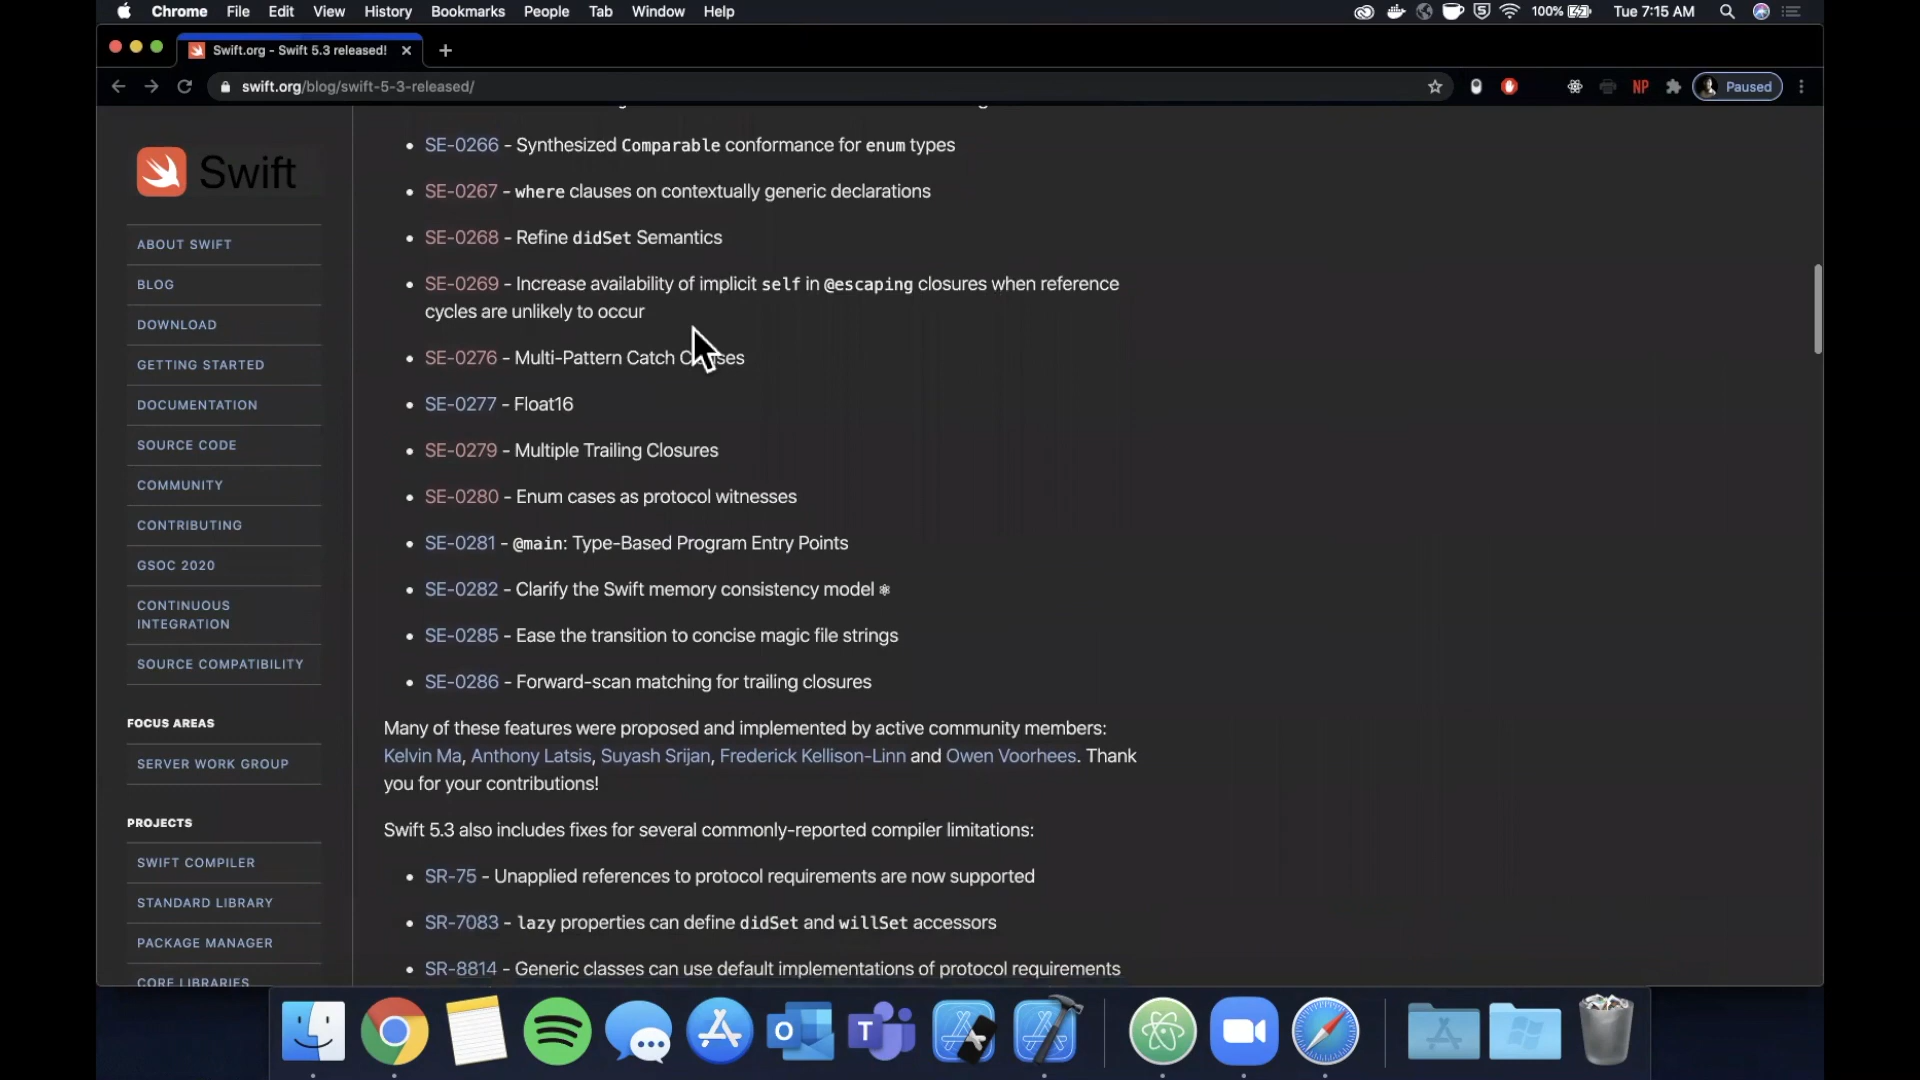 Chrome File Edit View History Bookmarks People Tab Window Help
100% Tue 7:15 AM
Swift.org - Swift 5.3 released!
swift.org/blog/swift-5-3-released/
NP
Paused
Swift
ABOUT SWIFT
BLOG
DOWNLOAD
GETTING STARTED
DOCUMENTATION
SOURCE CODE
COMMUNITY
CONTRIBUTING
GSOC 2020
CONTINUOUS
INTEGRATION
SOURCE COMPATIBILITY
FOCUS AREAS
SERVER WORK GROUP
PROJECTS
SWIFT COMPILER
STANDARD LIBRARY
PACKAGE MANAGER
CORE LIBRARIES
SE-0266 - Synthesized Comparable conformance for enum types
SE-0267 - where clauses on contextually generic declarations
SE-0268 - Refine didSet Semantics
SE-0269 - Increase availability of implicit self in @escaping closures when reference
cycles are unlikely to occur
SE-0276 - Multi-Pattern Catch
SE-0277 - Float16
SE-0279 - Multiple Trailing Closures
SE-0280 - Enum cases as protocol witnesses
SE-0281 - @main: Type-Based Program Entry Points
SE-0282 - Clarify the Swift memory consistency model ⚛︎
SE-0285 - Ease the transition to concise magic file strings
SE-0286 - Forward-scan matching for trailing closures
Many of these features were proposed and implemented by active community members:
Kelvin Ma, Anthony Latsis, Suyash Srijan, Frederick Kellison-Linn and Owen Voorhees. Thank
you for your contributions!
Swift 5.3 also includes fixes for several commonly-reported compiler limitations:
SR-75 - Unapplied references to protocol requirements are now supported
SR-7083 - lazy properties can define didSet and willSet accessors
SR-8814 - Generic classes can use default implementations of protocol requirements